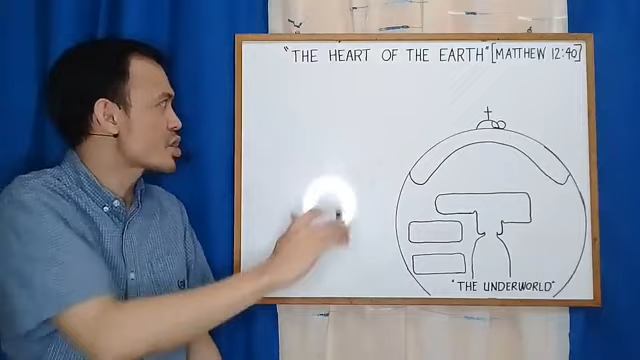 "THE HEART OF THE EARTH" [MATTHEW 12:40]
"THE UNDERWORLD"